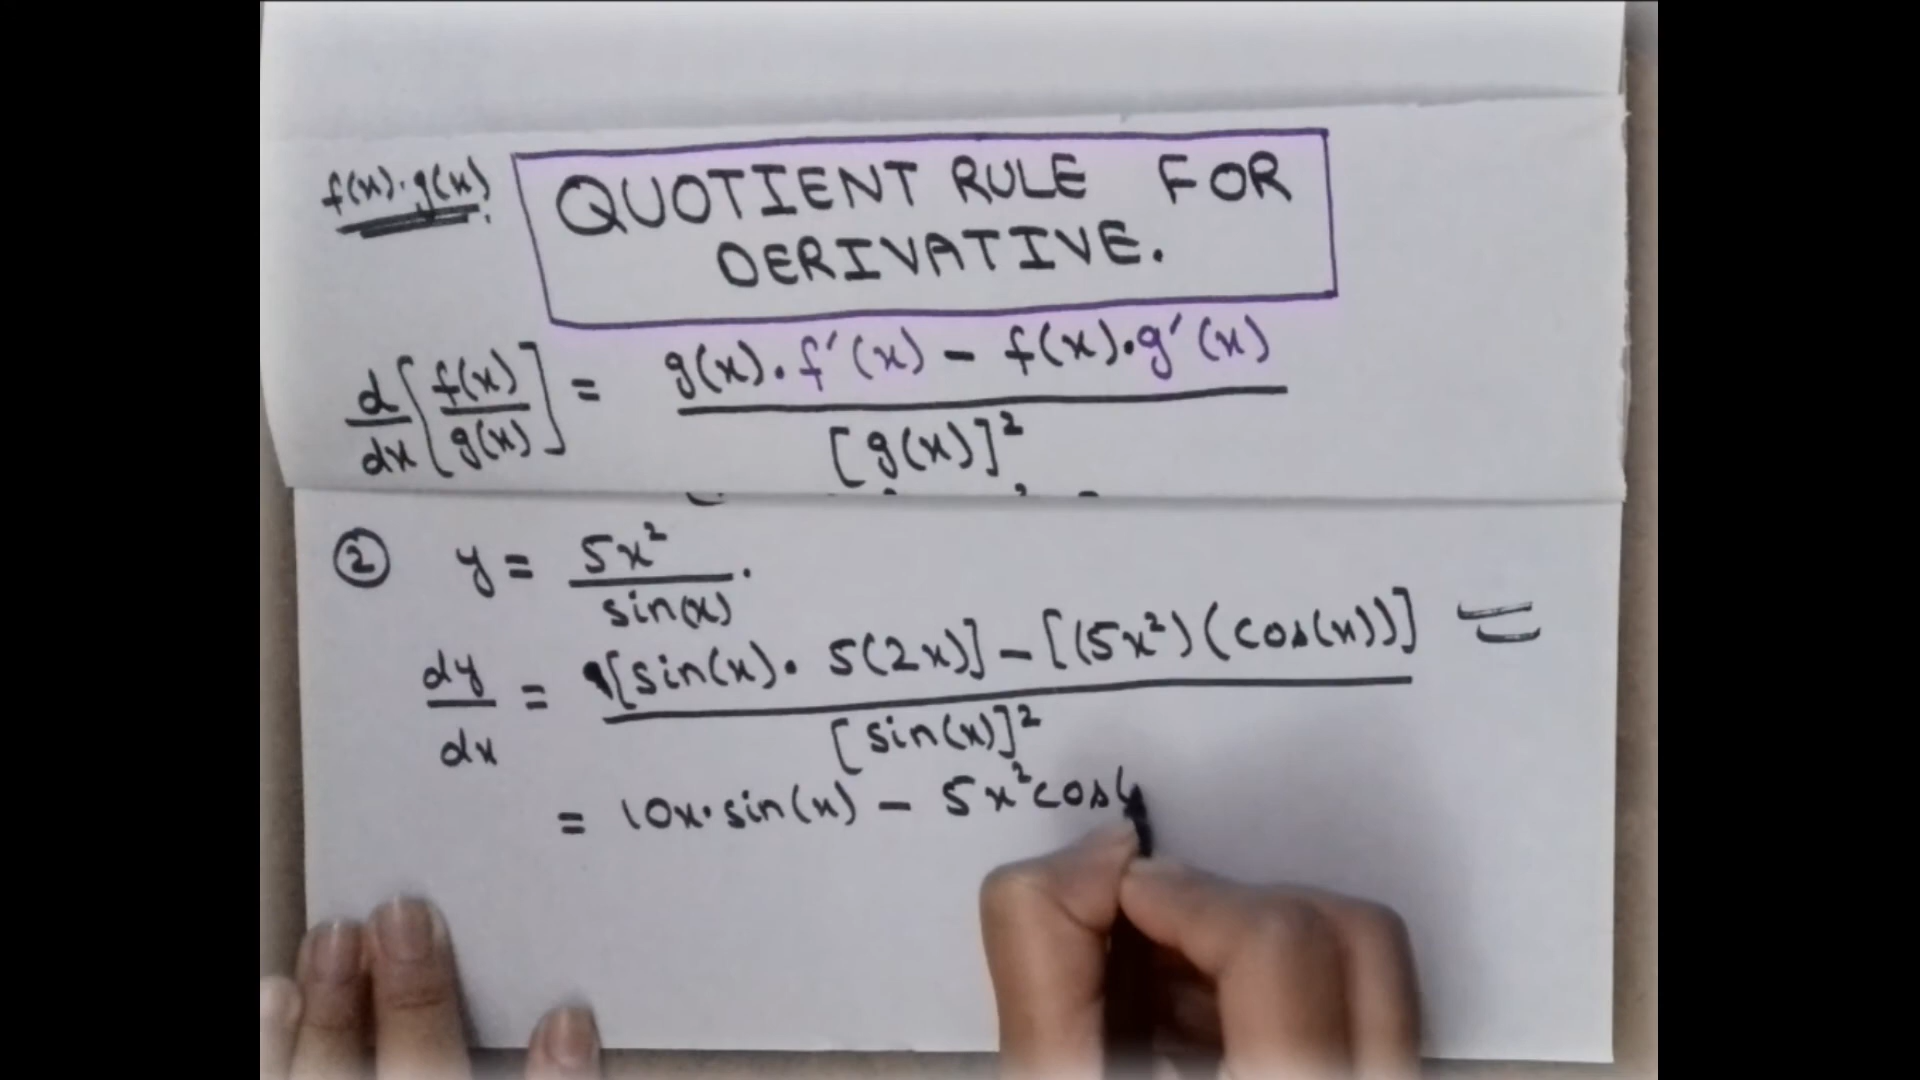 f(x)·g(x)
QUOTIENT RULE FOR
DERIVATIVE.
d/dx [f(x)/g(x)] = g(x)·f'(x) - f(x)·g'(x) / [g(x)]²
② y = 5x²/sin(x).
dy/dx = [sin(x)· 5(2x)] - [(5x²)(cos(x))] / [sin(x)]² =
= 10x·sin(x) - 5x²cos(